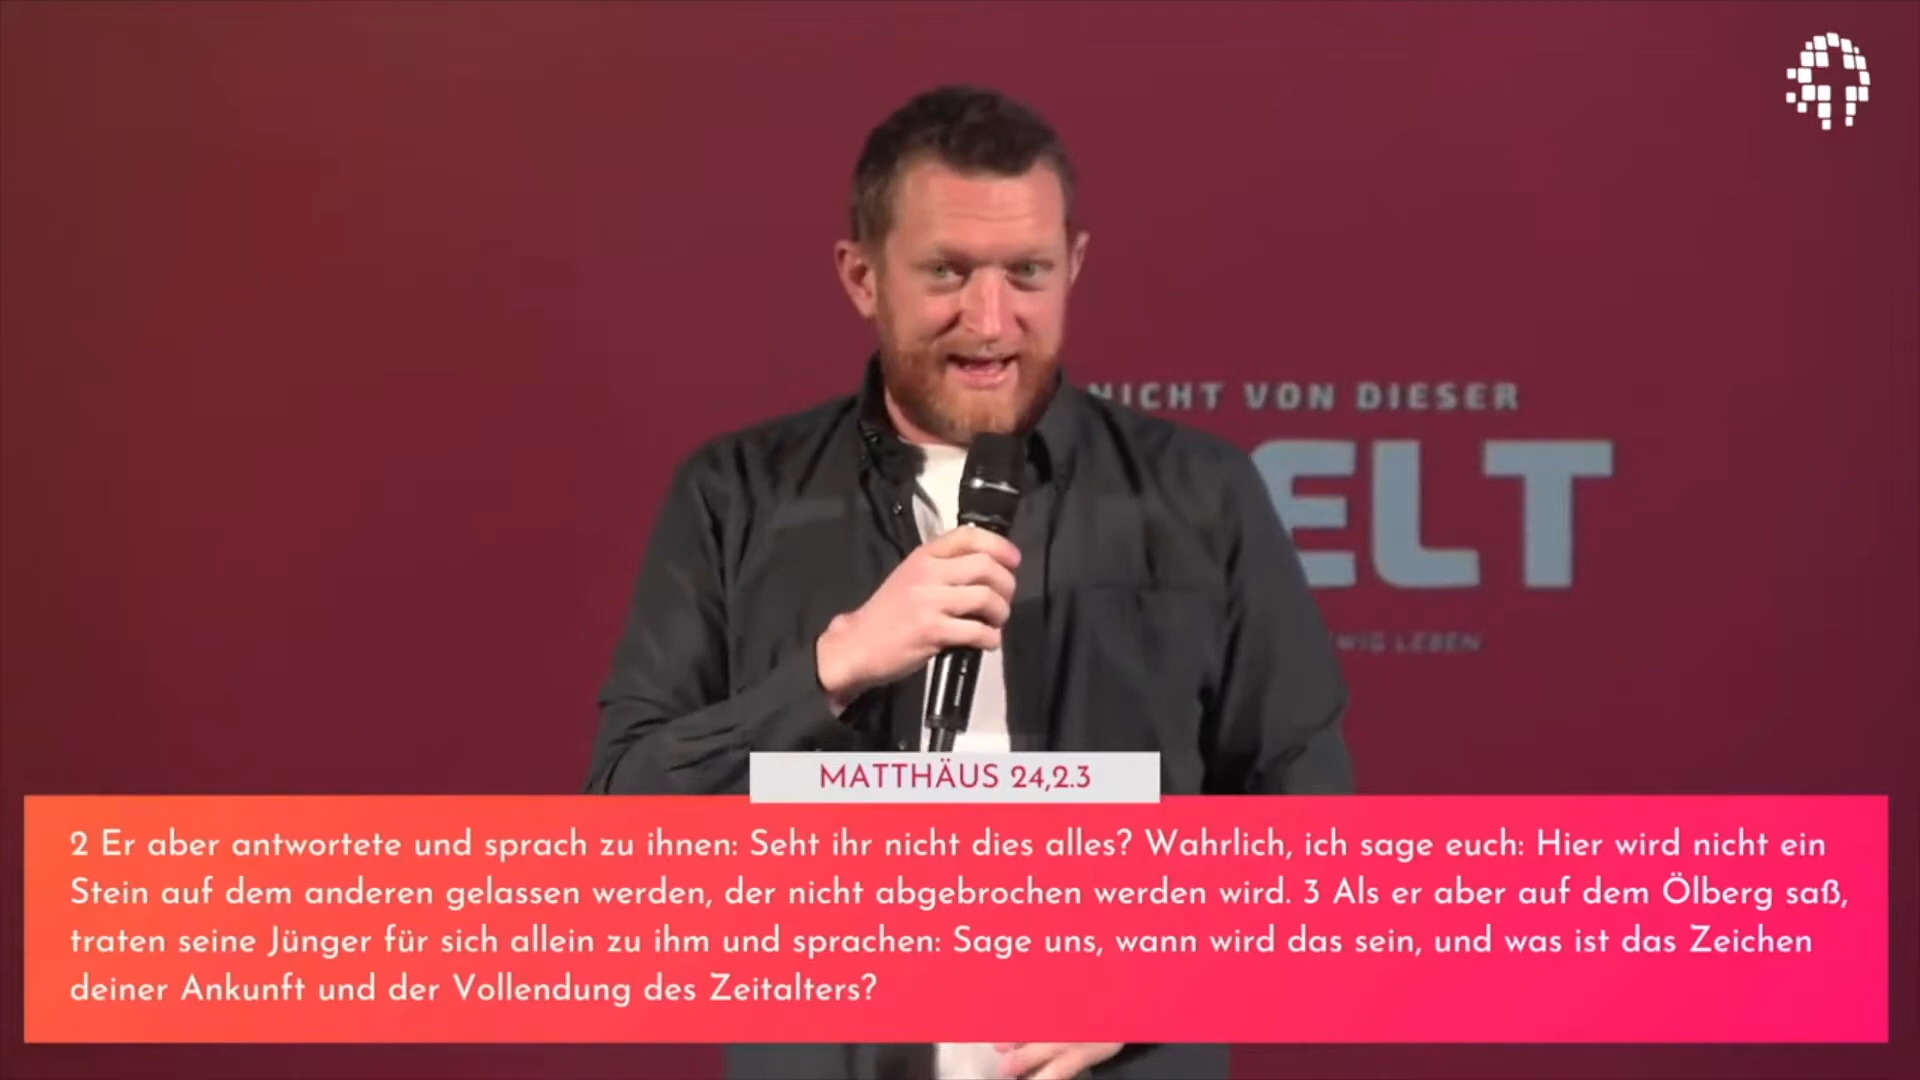 NICHT VON DIESER
ELT
LEBEN
MATTHÄUS 24,2.3
2 Er aber antwortete und sprach zu ihnen: Seht ihr nicht dies alles? Wahrlich, ich sage euch: Hier wird nicht ein
Stein auf dem anderen gelassen werden, der nicht abgebrochen werden wird. 3 Als er aber auf dem Ölberg saß,
traten seine Jünger für sich allein zu ihm und sprachen: Sage uns, wann wird das sein, und was ist das Zeichen
deiner Ankunft und der Vollendung des Zeitalters?